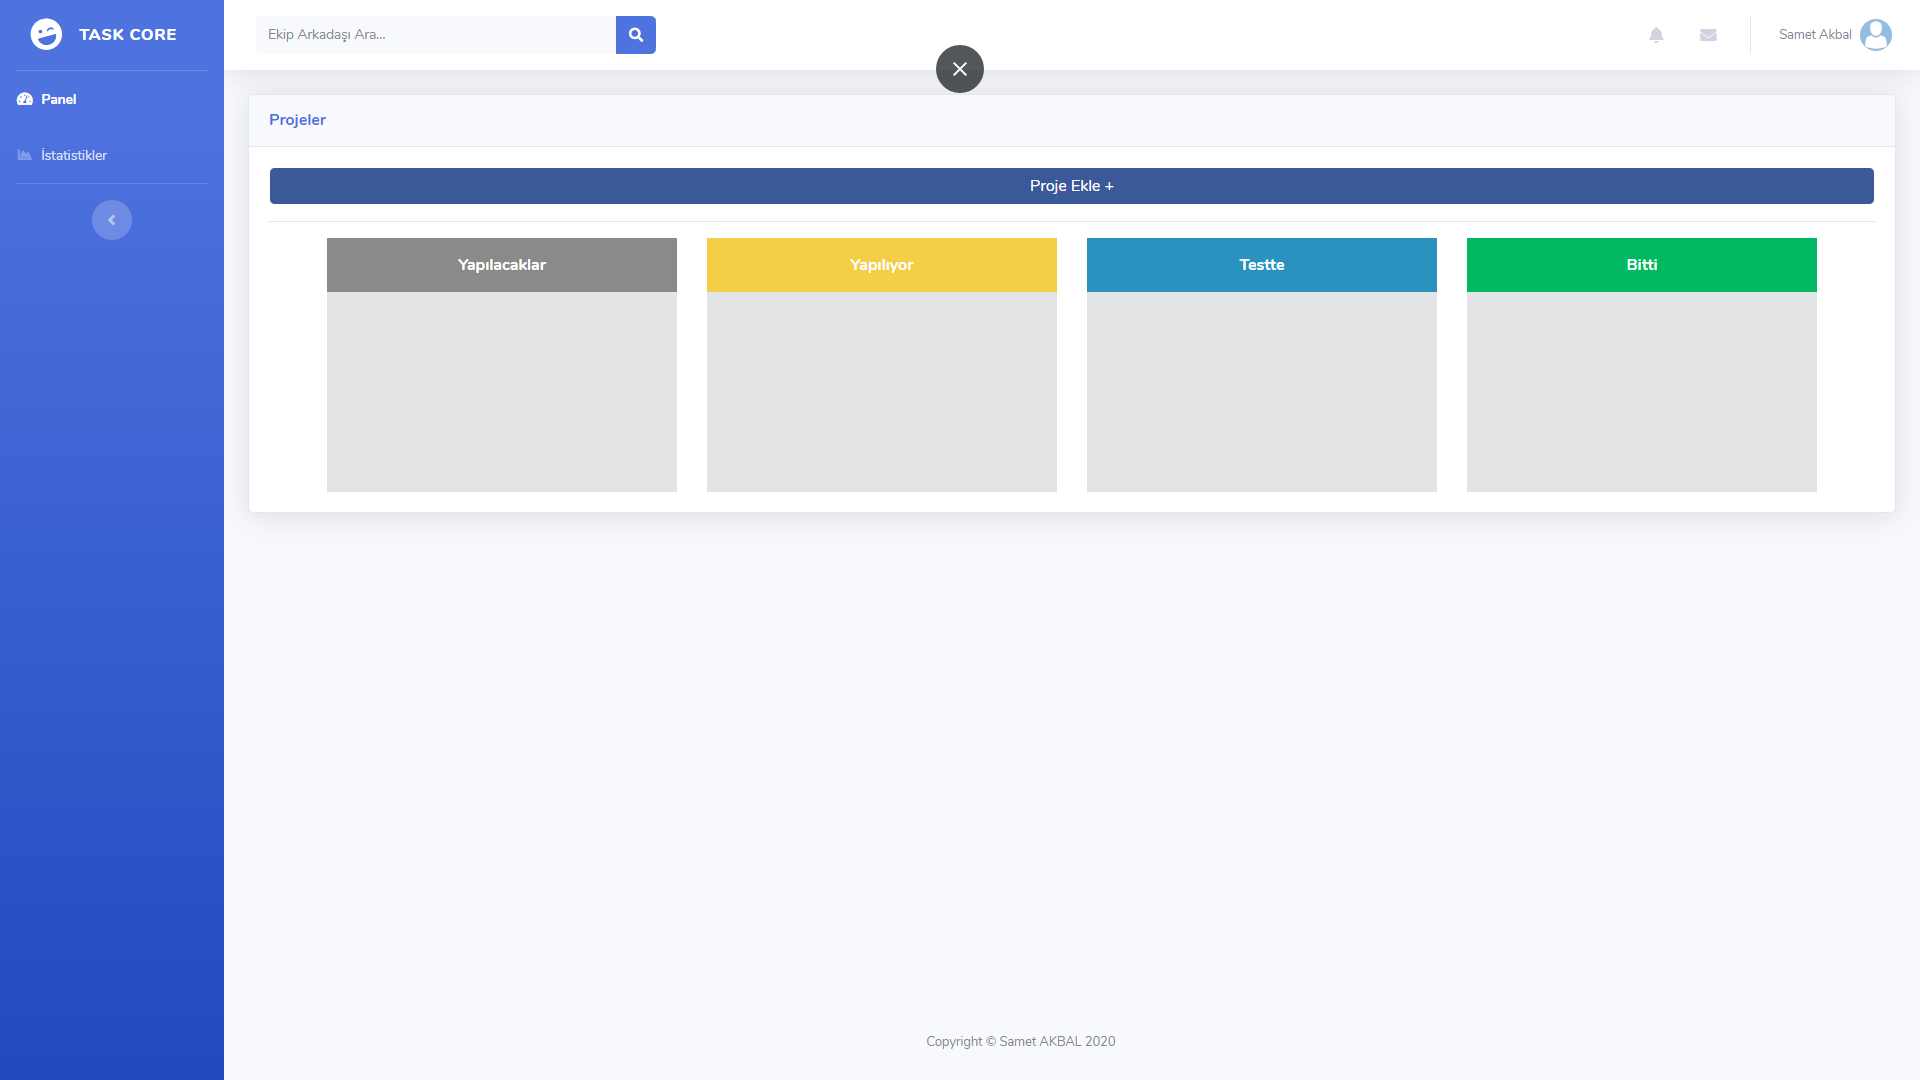 TASK CORE
Ekip Arkadaşı Ara...
Samet Akbal
Panel
İstatistikler
Projeler
Proje Ekle +
Yapılacaklar
Yapılıyor
Testte
Bitti
Copyright © Samet AKBAL 2020